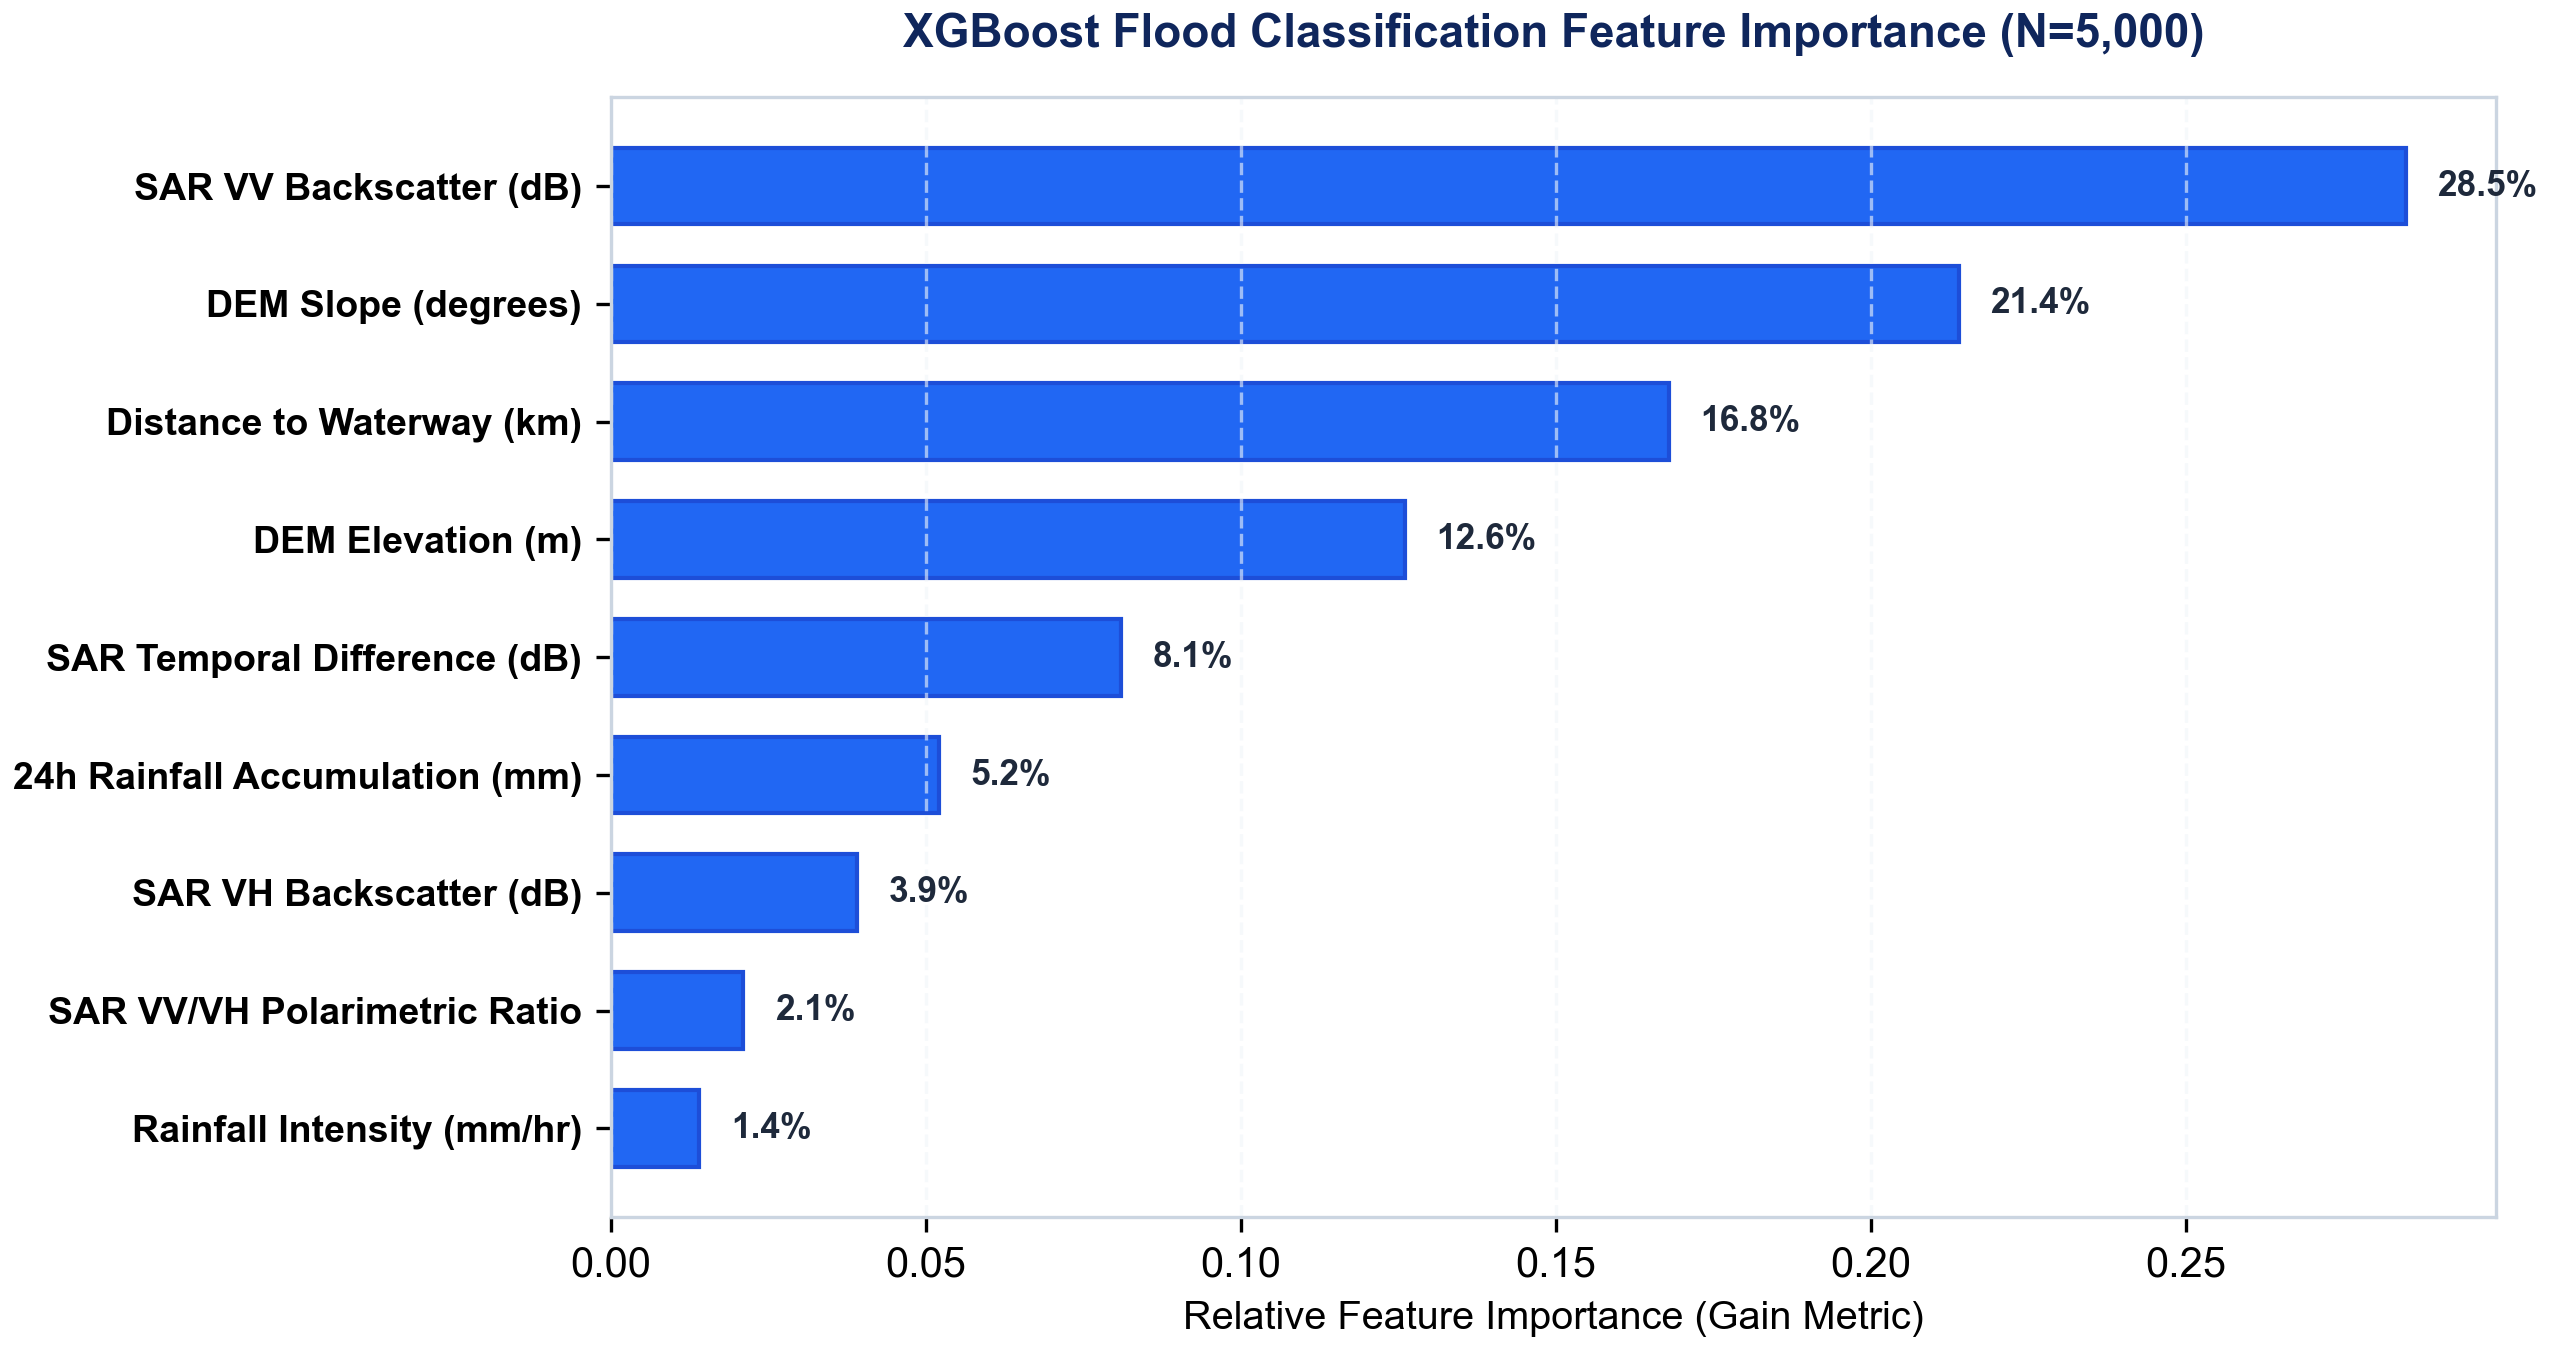 XGBoost Flood Classification Feature Importance (N=5,000)
SAR VV Backscatter (dB) 28.5%
DEM Slope (degrees) 21.4%
Distance to Waterway (km) 16.8%
DEM Elevation (m) 12.6%
SAR Temporal Difference (dB) 8.1%
24h Rainfall Accumulation (mm) 5.2%
SAR VH Backscatter (dB) 3.9%
SAR VV/VH Polarimetric Ratio 2.1%
Rainfall Intensity (mm/hr) 1.4%
0.00 0.05 0.10 0.15 0.20 0.25
Relative Feature Importance (Gain Metric)